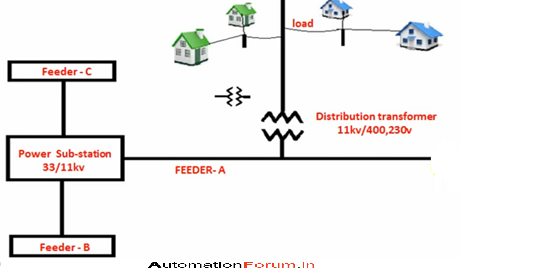 load
Feeder - C
Distribution transformer
11kv/400,230v
Power Sub-station
33/11kv
FEEDER- A
Feeder - B
AutomationForum.in